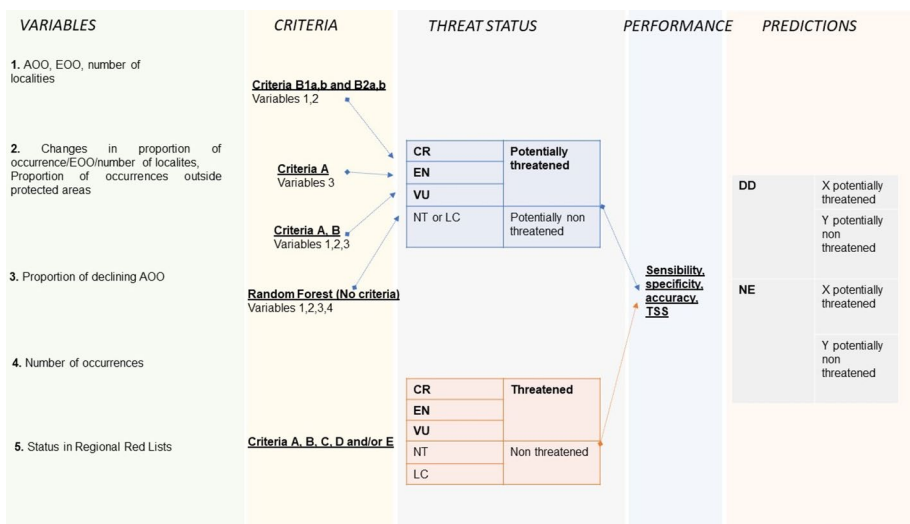 VARIABLES
CRITERIA
THREAT STATUS
PERFORMANCE
PREDICTIONS
1. AOO, EOO, number of
localities
2. Changes in proportion of
occurrence/EOO/number of localites,
Proportion of occurrences outside
protected areas
3. Proportion of declining AOO
4. Number of occurrences
5. Status in Regional Red Lists
Criteria B1a,b and B2a,b
Variables 1,2
Criteria A
Variables 3
Criteria A, B
Variables 1,2,3
Random Forest (No criteria)
Variables 1,2,3,4
Criteria A, B, C, D and/or E
CR
Potentially
threatened
EN
VU
NT or LC
Potentially non
threatened
CR
Threatened
EN
VU
NT
Non threatened
LC
Sensibility,
specificity,
accuracy,
TSS
DD
X potentially
threatened
Y potentially
non
threatened
NE
X potentially
threatened
Y potentially
non
threatened